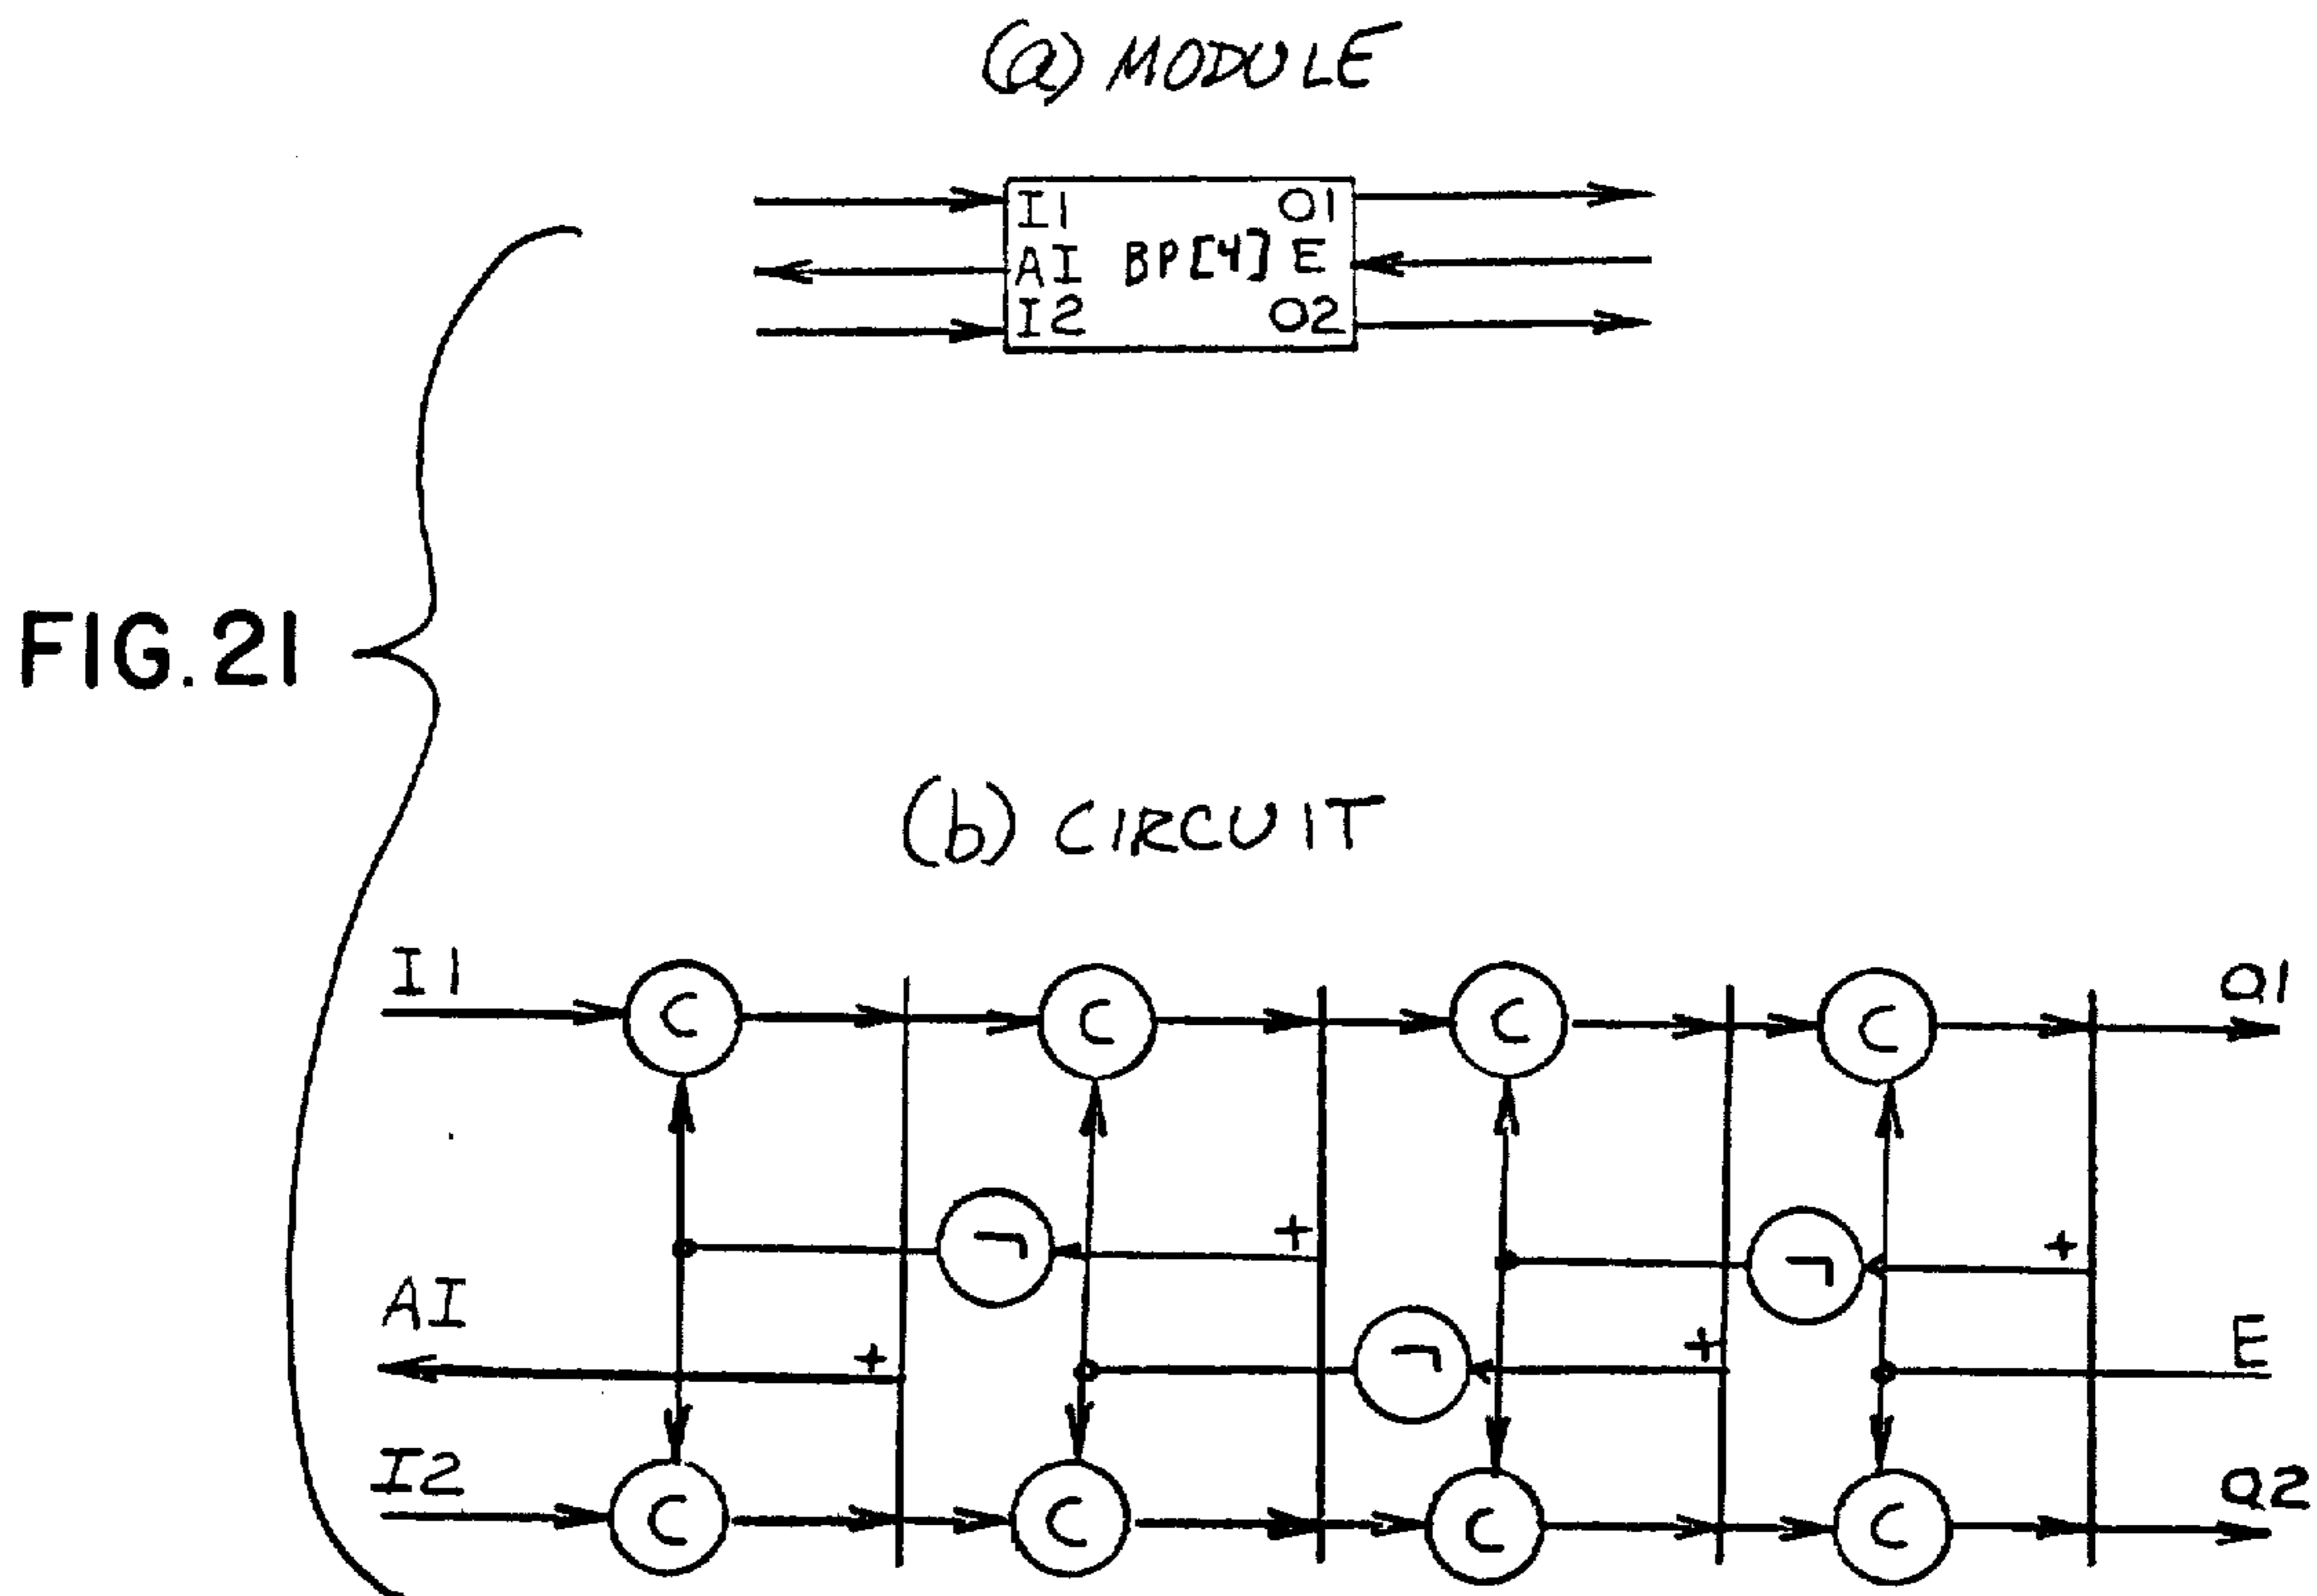 (a) MODULE
I1 O1
AI BP[4] E
I2 O2
FIG. 21
(b) CIRCUIT
I1 C C C C O1
¬ + ¬ +
AI + ¬ + E
I2 C C C C O2